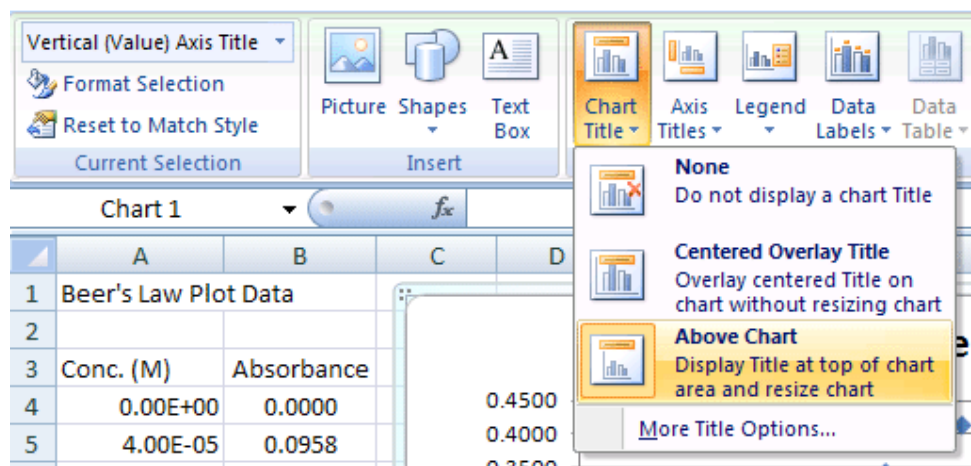 Vertical (Value) Axis Title
Format Selection
Reset to Match Style
Current Selection
Picture Shapes Text Box
Insert
Chart Title Axis Titles Legend Data Labels Data Table
None
Do not display a chart Title
Centered Overlay Title
Overlay centered Title on
chart without resizing chart
Above Chart
Display Title at top of chart
area and resize chart
More Title Options...
Chart 1 fx
A B C D
1 Beer's Law Plot Data
2
3 Conc. (M) Absorbance
4 0.00E+00 0.0000
5 4.00E-05 0.0958
0.4500
0.4000